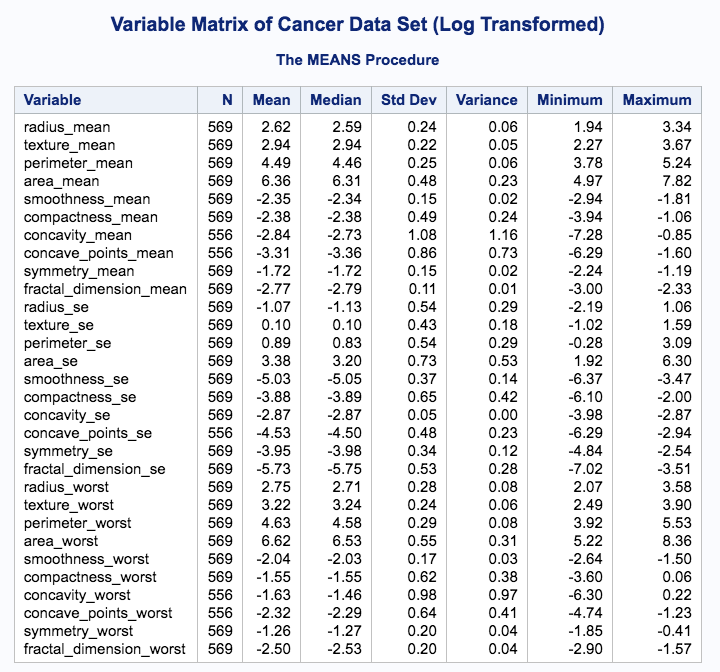 Variable Matrix of Cancer Data Set (Log Transformed)
The MEANS Procedure
Variable N Mean Median Std Dev Variance Minimum Maximum
radius_mean 569 2.62 2.59 0.24 0.06 1.94 3.34
texture_mean 569 2.94 2.94 0.22 0.05 2.27 3.67
perimeter_mean 569 4.49 4.46 0.25 0.06 3.78 5.24
area_mean 569 6.36 6.31 0.48 0.23 4.97 7.82
smoothness_mean 569 -2.35 -2.34 0.15 0.02 -2.94 -1.81
compactness_mean 569 -2.38 -2.38 0.49 0.24 -3.94 -1.06
concavity_mean 556 -2.84 -2.73 1.08 1.16 -7.28 -0.85
concave_points_mean 556 -3.31 -3.36 0.86 0.73 -6.29 -1.60
symmetry_mean 569 -1.72 -1.72 0.15 0.02 -2.24 -1.19
fractal_dimension_mean 569 -2.77 -2.79 0.11 0.01 -3.00 -2.33
radius_se 569 -1.07 -1.13 0.54 0.29 -2.19 1.06
texture_se 569 0.10 0.10 0.43 0.18 -1.02 1.59
perimeter_se 569 0.89 0.83 0.54 0.29 -0.28 3.09
area_se 569 3.38 3.20 0.73 0.53 1.92 6.30
smoothness_se 569 -5.03 -5.05 0.37 0.14 -6.37 -3.47
compactness_se 569 -3.88 -3.89 0.65 0.42 -6.10 -2.00
concavity_se 569 -2.87 -2.87 0.05 0.00 -3.98 -2.87
concave_points_se 556 -4.53 -4.50 0.48 0.23 -6.29 -2.94
symmetry_se 569 -3.95 -3.98 0.34 0.12 -4.84 -2.54
fractal_dimension_se 569 -5.73 -5.75 0.53 0.28 -7.02 -3.51
radius_worst 569 2.75 2.71 0.28 0.08 2.07 3.58
texture_worst 569 3.22 3.24 0.24 0.06 2.49 3.90
perimeter_worst 569 4.63 4.58 0.29 0.08 3.92 5.53
area_worst 569 6.62 6.53 0.55 0.31 5.22 8.36
smoothness_worst 569 -2.04 -2.03 0.17 0.03 -2.64 -1.50
compactness_worst 569 -1.55 -1.55 0.62 0.38 -3.60 0.06
concavity_worst 556 -1.63 -1.46 0.98 0.97 -6.30 0.22
concave_points_worst 556 -2.32 -2.29 0.64 0.41 -4.74 -1.23
symmetry_worst 569 -1.26 -1.27 0.20 0.04 -1.85 -0.41
fractal_dimension_worst 569 -2.50 -2.53 0.20 0.04 -2.90 -1.57